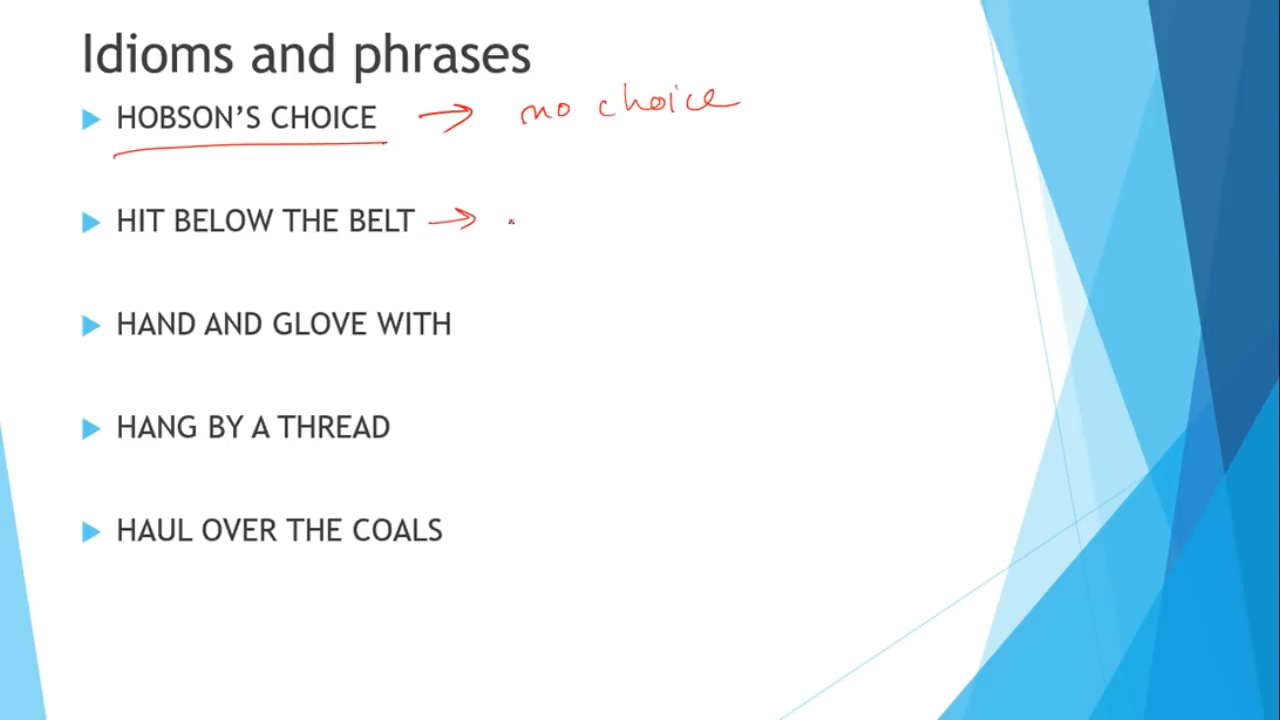 Idioms and phrases
HOBSON'S CHOICE → no choice
HIT BELOW THE BELT →
HAND AND GLOVE WITH
HANG BY A THREAD
HAUL OVER THE COALS